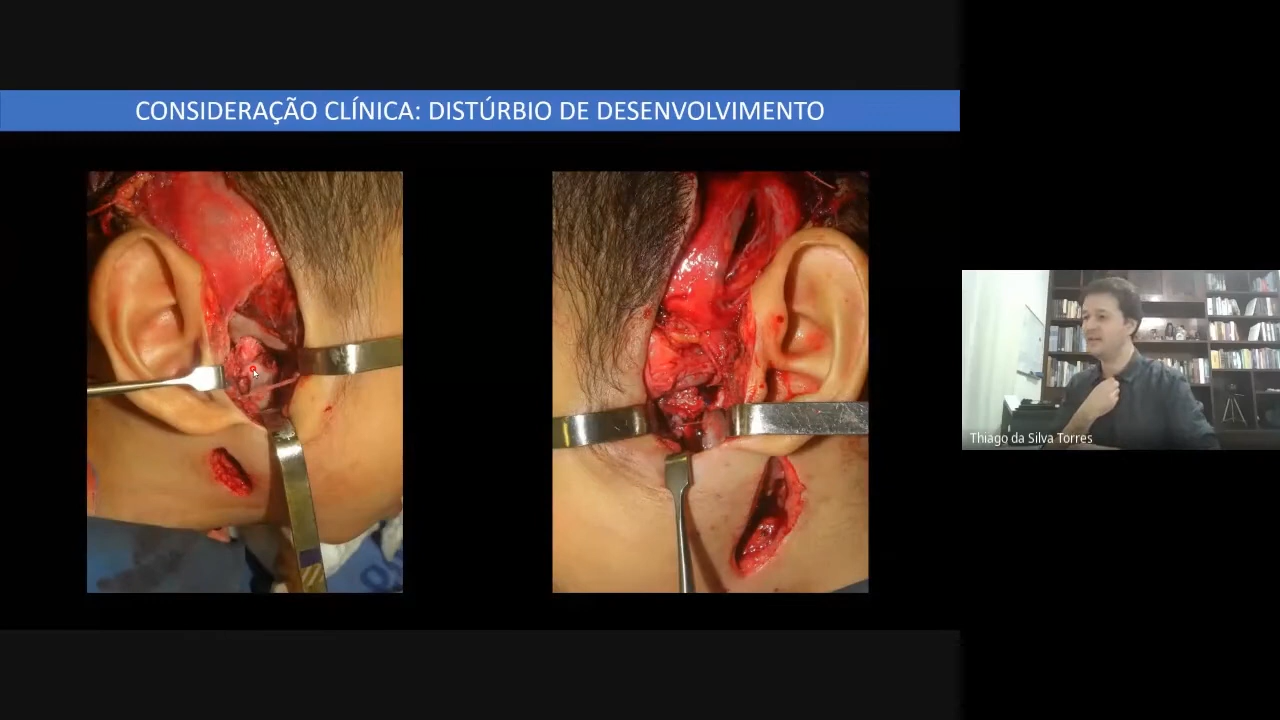 CONSIDERAÇÃO CLÍNICA: DISTÚRBIO DE DESENVOLVIMENTO
Thiago da Silva Torres